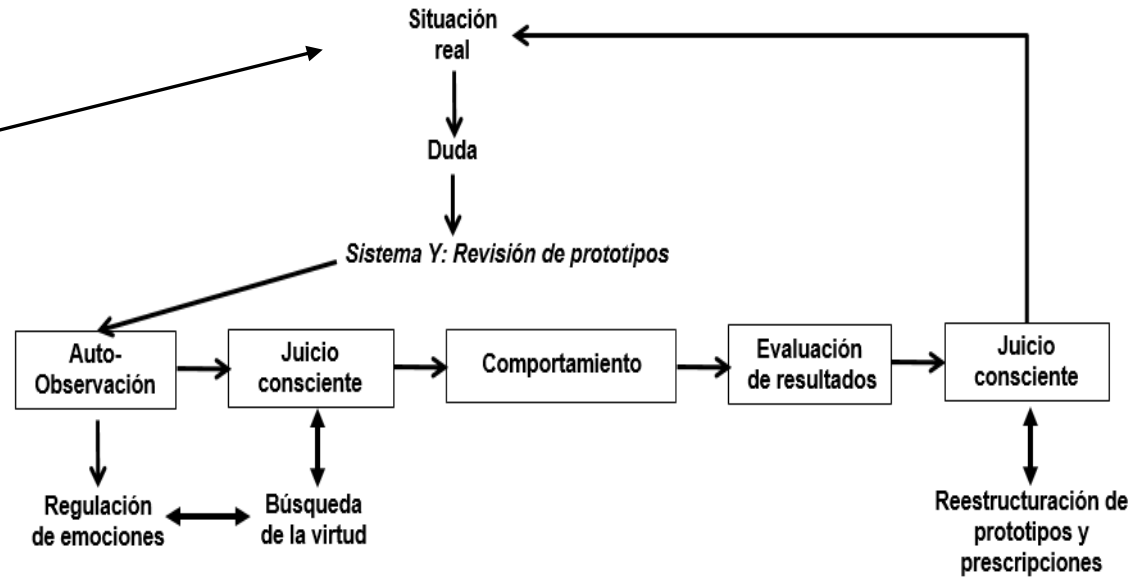 Situación
real
Duda
Sistema Y: Revisión de prototipos
Auto-
Observación
Juicio
consciente
Comportamiento
Evaluación
de resultados
Juicio
consciente
Regulación
de emociones
Búsqueda
de la virtud
Reestructuración de
prototipos y
prescripciones